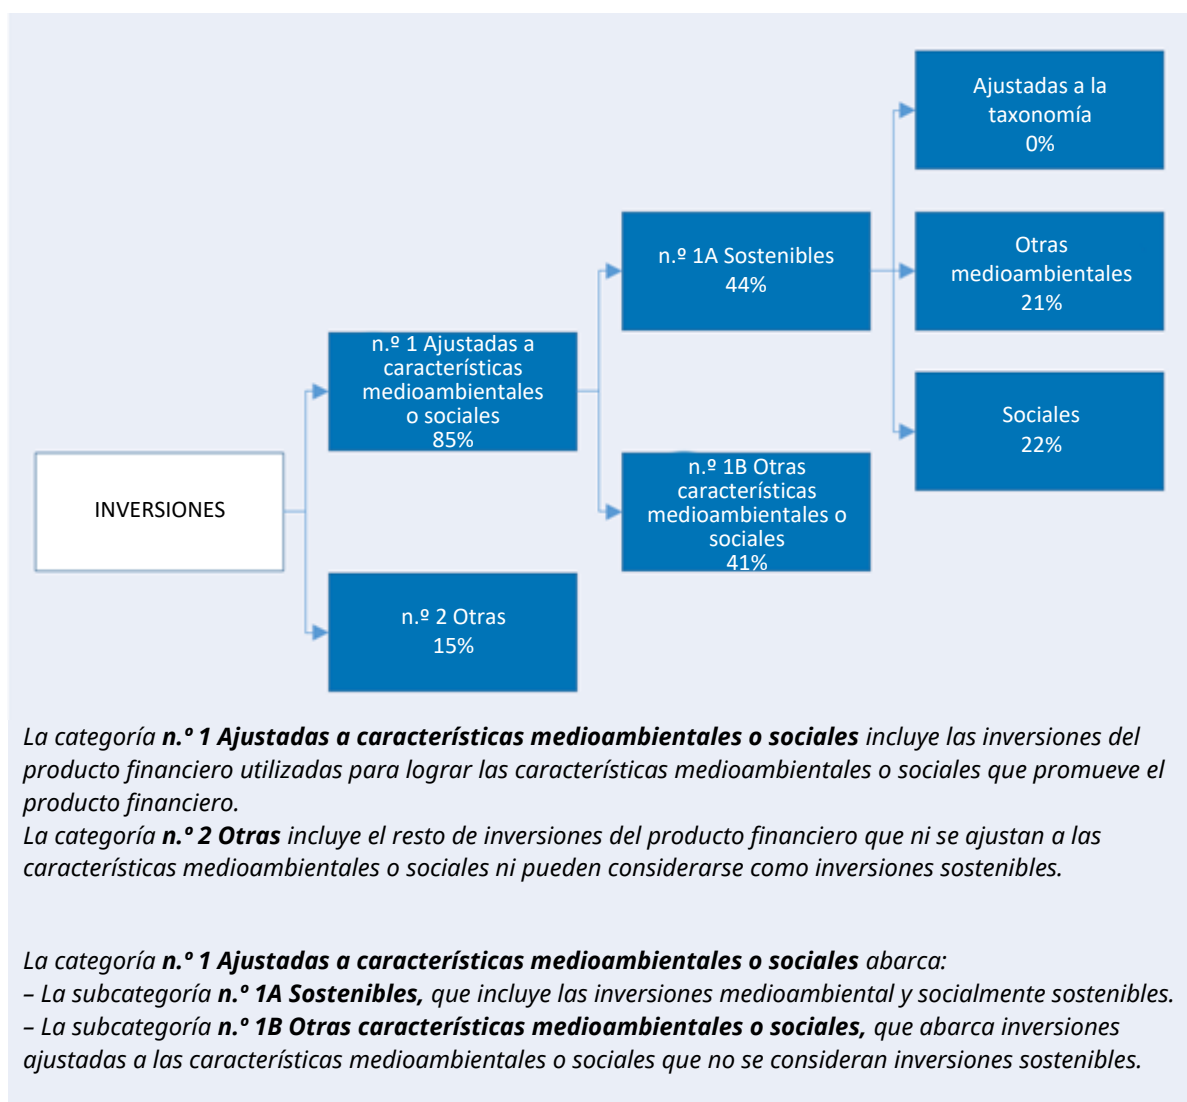 Ajustadas a la
taxonomía
0%
n.º 1A Sostenibles
44%
Otras
medioambientales
21%
n.º 1 Ajustadas a
características
medioambientales
o sociales
85%
Sociales
22%
n.º 1B Otras
características
medioambientales o
sociales
41%
INVERSIONES
n.º 2 Otras
15%
La categoría n.º 1 Ajustadas a características medioambientales o sociales incluye las inversiones del
producto financiero utilizadas para lograr las características medioambientales o sociales que promueve el
producto financiero.
La categoría n.º 2 Otras incluye el resto de inversiones del producto financiero que ni se ajustan a las
características medioambientales o sociales ni pueden considerarse como inversiones sostenibles.
La categoría n.º 1 Ajustadas a características medioambientales o sociales abarca:
– La subcategoría n.º 1A Sostenibles, que incluye las inversiones medioambiental y socialmente sostenibles.
– La subcategoría n.º 1B Otras características medioambientales o sociales, que abarca inversiones
ajustadas a las características medioambientales o sociales que no se consideran inversiones sostenibles.